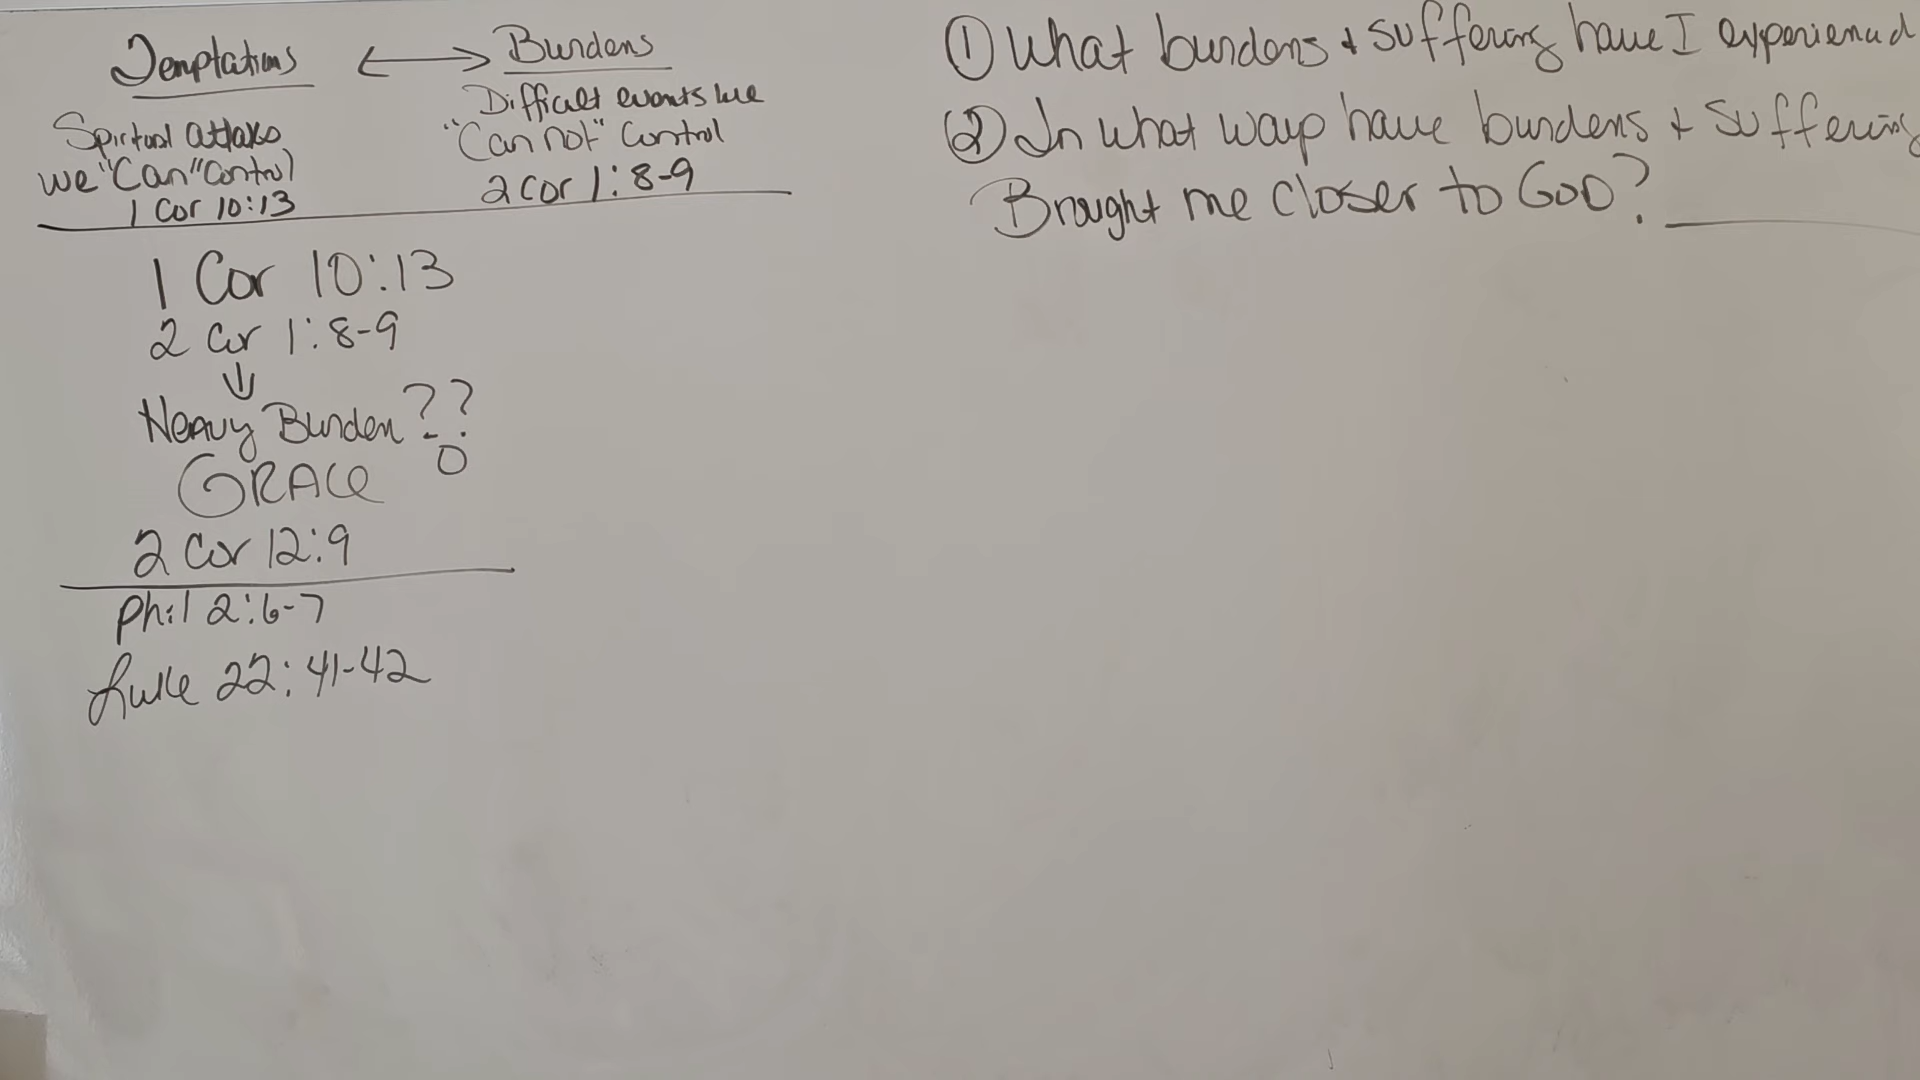 Temptations ←→ Burdens
Spirtual attaks
we "Can" Control
1 Cor 10:13
Difficult events we
"Can not" Control
2 Cor 1:8-9
1 Cor 10:13
2 Cor 1:8-9
↓
Heavy Burden??
GRACE
2 Cor 12:9
Phil 2:6-7
Luke 22:41-42
① What burdens + suffering have I experienced
② In what ways have burdens + suffering
Brought me closer to GOD?